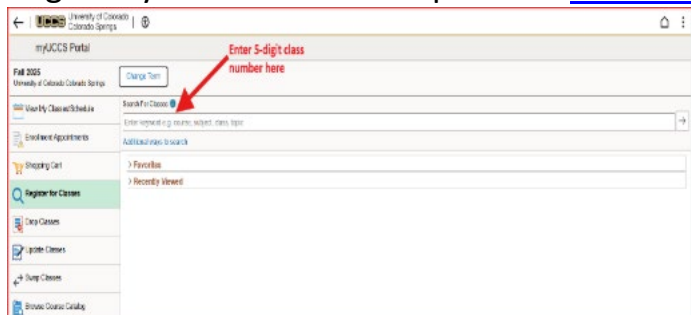 UCCS University of Colorado
Colorado Springs
myUCCS Portal
Enter 5-digit class
number here
Fall 2025
University of Colorado Colorado Springs
Change Term
View My Classes/Schedule
Search For Classes
Enter keyword e.g. course, subject, class, topic
Enrollment Appointments
Additional ways to search
Shopping Cart
> Favorites
> Recently Viewed
Register for Classes
Drop Classes
Update Classes
Swap Classes
Browse Course Catalog